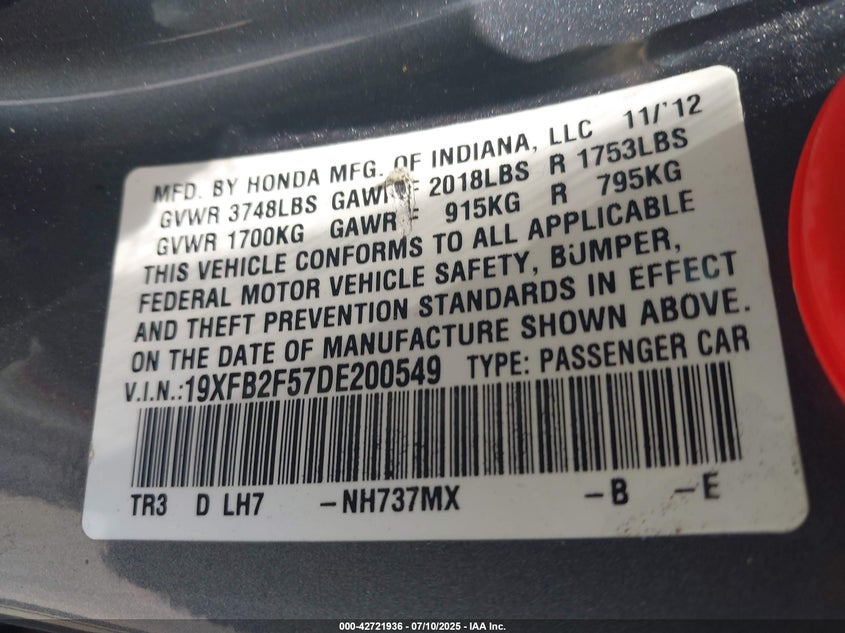 MFD. BY HONDA MFG. OF INDIANA, LLC 11/'12
GVWR 3748LBS GAWR F 2018LBS R 1753LBS
GVWR 1700KG GAWR F 915KG R 795KG
THIS VEHICLE CONFORMS TO ALL APPLICABLE
FEDERAL MOTOR VEHICLE SAFETY, BUMPER,
AND THEFT PREVENTION STANDARDS IN EFFECT
ON THE DATE OF MANUFACTURE SHOWN ABOVE.
V.I.N.:19XFB2F57DE200549 TYPE: PASSENGER CAR
TR3 D LH7 -NH737MX -B -E
000-42721936 - 07/10/2025 - IAA Inc.